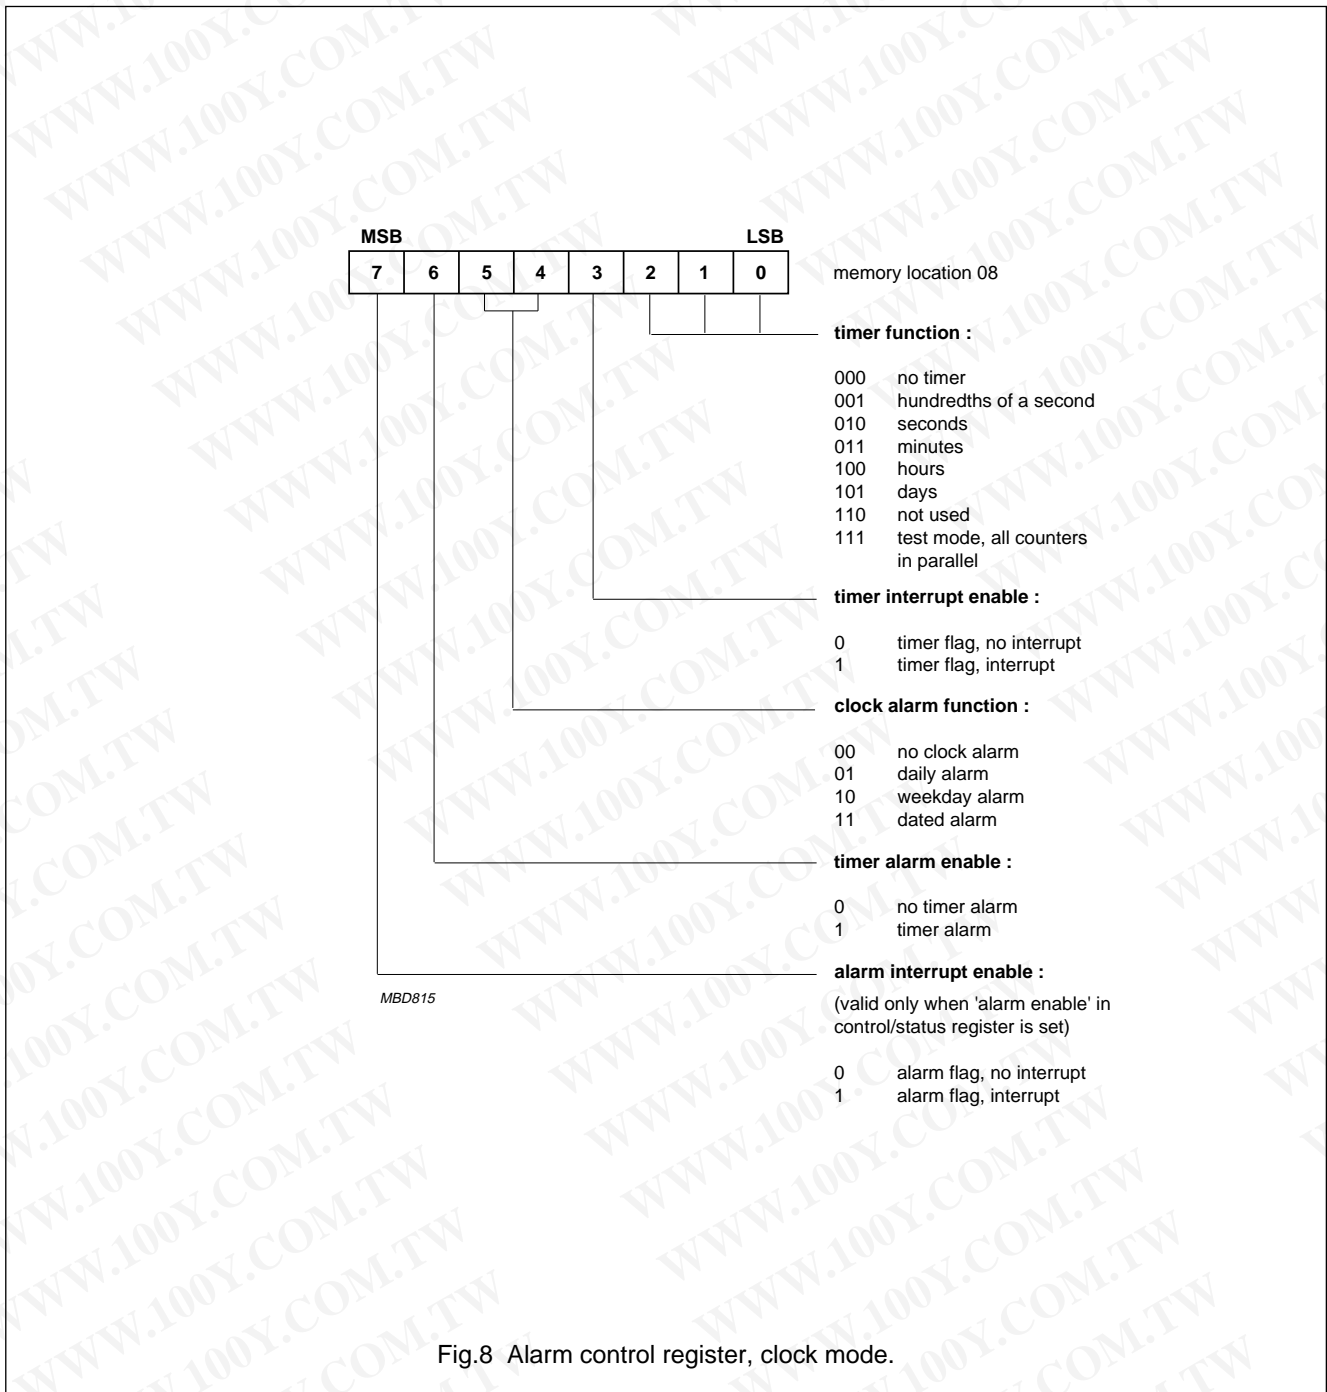 MSB LSB
7 6 5 4 3 2 1 0 memory location 08
timer function :
000 no timer
001 hundredths of a second
010 seconds
011 minutes
100 hours
101 days
110 not used
111 test mode, all counters
in parallel
timer interrupt enable :
0 timer flag, no interrupt
1 timer flag, interrupt
clock alarm function :
00 no clock alarm
01 daily alarm
10 weekday alarm
11 dated alarm
timer alarm enable :
0 no timer alarm
1 timer alarm
alarm interrupt enable :
MBD815
(valid only when 'alarm enable' in
control/status register is set)
0 alarm flag, no interrupt
1 alarm flag, interrupt
Fig.8 Alarm control register, clock mode.
WWW.100Y.COM.TW